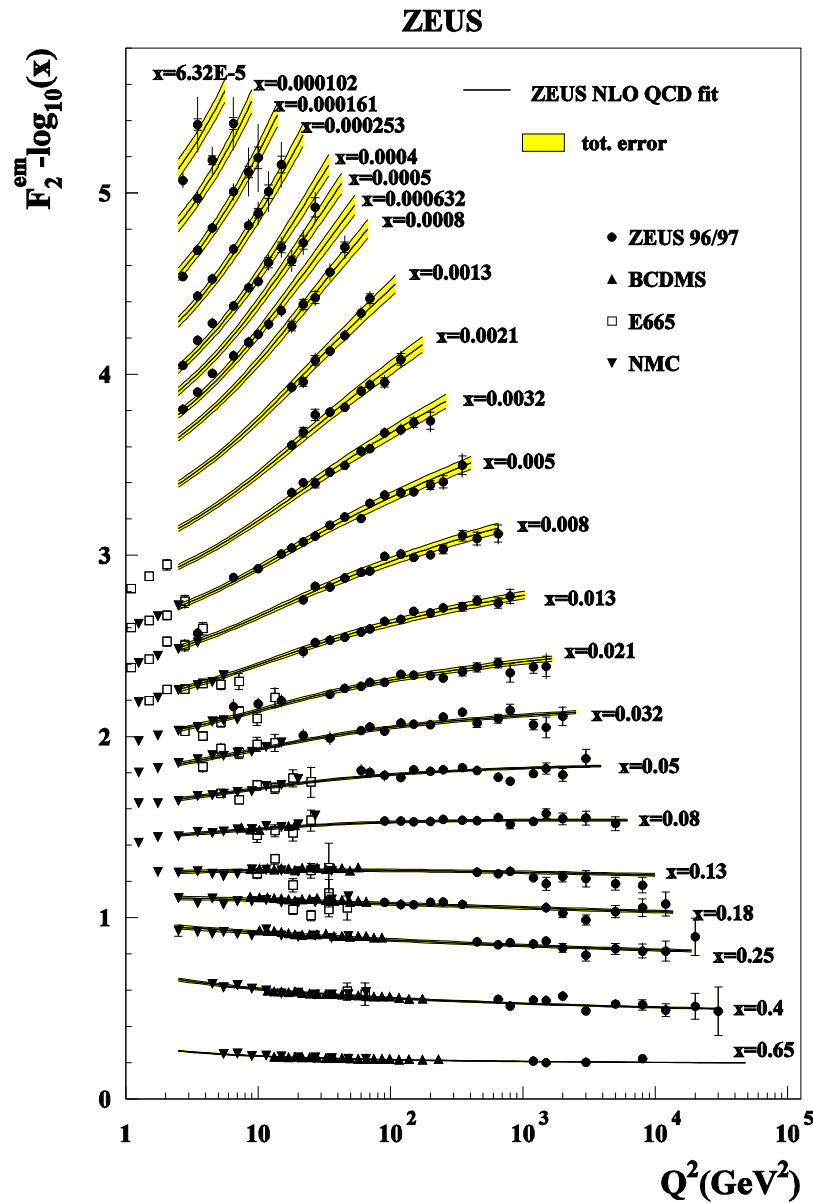 ZEUS
F₂ᵉᵐ-log₁₀(x)
x=6.32E-5
x=0.000102
x=0.000161
x=0.000253
x=0.0004
x=0.0005
x=0.000632
x=0.0008
x=0.0013
x=0.0021
x=0.0032
x=0.005
x=0.008
x=0.013
x=0.021
x=0.032
x=0.05
x=0.08
x=0.13
x=0.18
x=0.25
x=0.4
x=0.65
ZEUS NLO QCD fit
tot. error
ZEUS 96/97
BCDMS
E665
NMC
5
4
3
2
1
0
1 10 10² 10³ 10⁴ 10⁵
Q²(GeV²)